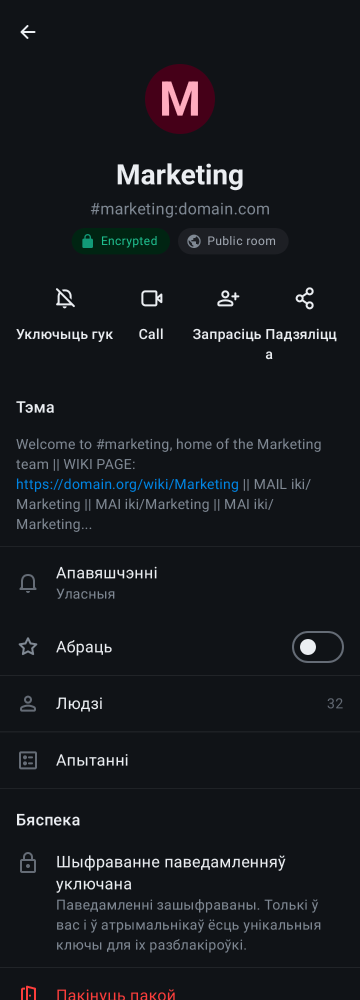 M
Marketing
#marketing:domain.com
Encrypted
Public room
Уключыць гук
Call
Запрасіць
Падзяліцца
Тэма
Welcome to #marketing, home of the Marketing
team || WIKI PAGE:
https://domain.org/wiki/Marketing || MAIL iki/
Marketing || MAI iki/Marketing || MAI iki/
Marketing...
Апавяшчэнні
Уласныя
Абраць
Людзі 32
Апытанні
Бяспека
Шыфраванне паведамленняў
уключана
Паведамленні зашыфраваны. Толькі ў
вас і ў атрымальнікаў ёсць унікальныя
ключы для іх разблакіроўкі.
Пакінуць пакой